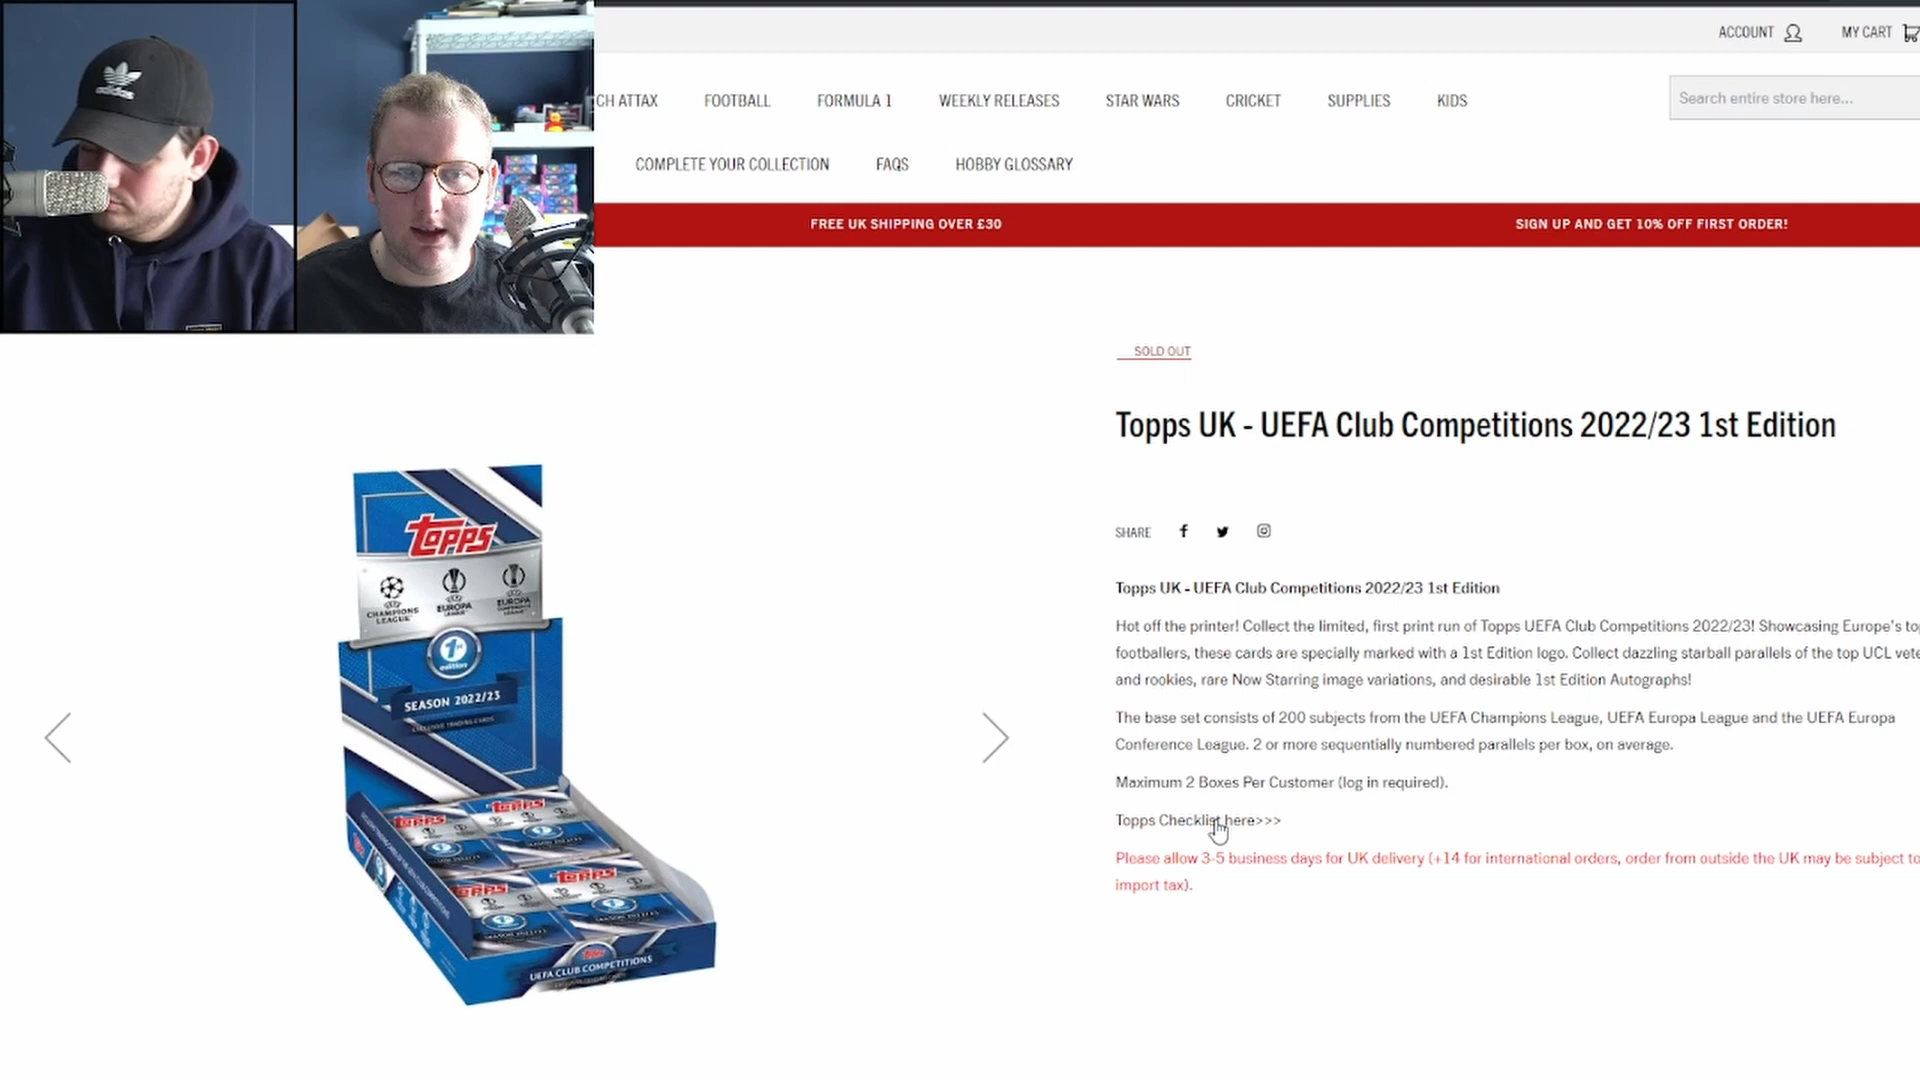 adidas
ACCOUNT
MY CART
CH ATTAX
FOOTBALL
FORMULA 1
WEEKLY RELEASES
STAR WARS
CRICKET
SUPPLIES
KIDS
Search entire store here...
COMPLETE YOUR COLLECTION
FAQS
HOBBY GLOSSARY
FREE UK SHIPPING OVER £30
SIGN UP AND GET 10% OFF FIRST ORDER!
SOLD OUT
Topps UK - UEFA Club Competitions 2022/23 1st Edition
SHARE
Topps UK - UEFA Club Competitions 2022/23 1st Edition
Hot off the printer! Collect the limited, first print run of Topps UEFA Club Competitions 2022/23! Showcasing Europe's to
footballers, these cards are specially marked with a 1st Edition logo. Collect dazzling starball parallels of the top UCL vete
and rookies, rare Now Starring image variations, and desirable 1st Edition Autographs!
The base set consists of 200 subjects from the UEFA Champions League, UEFA Europa League and the UEFA Europa
Conference League. 2 or more sequentially numbered parallels per box, on average.
Maximum 2 Boxes Per Customer (log in required).
Topps Checklist here>>>
Please allow 3-5 business days for UK delivery (+14 for international orders, order from outside the UK may be subject to
import tax).
Topps
CHAMPIONS
LEAGUE
EUROPA
LEAGUE
EUROPA
1st
edition
SEASON 2022/23
Topps
Topps
Topps
Topps
UEFA CLUB COMPETITIONS